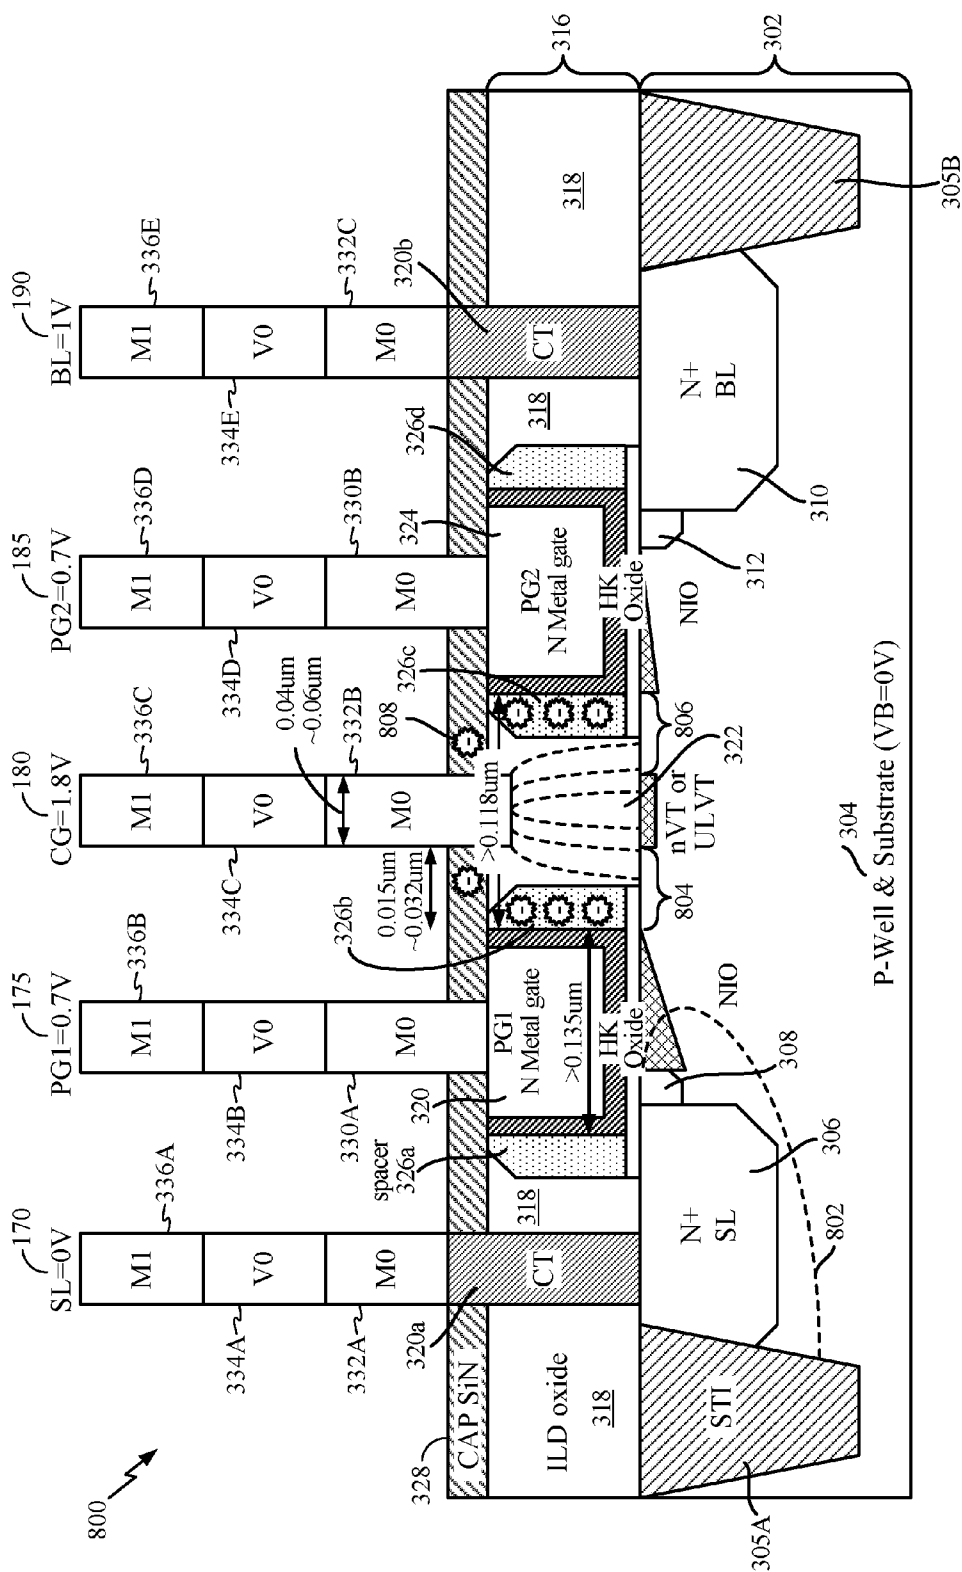 800
SL=0V
170
PG1=0.7V
175
CG=1.8V
180
PG2=0.7V
185
BL=1V
190
M1
336A
M1
336B
M1
336C
M1
336D
M1
336E
V0
334A
V0
334B
V0
334C
V0
334D
V0
334E
M0
332A
M0
330A
M0
332B
M0
330B
M0
332C
0.04um
~0.06um
0.015um
~0.032um
808
328
CAP SiN
320a
spacer
326a
320
326b
>0.118um
326c
324
326d
320b
316
ILD oxide
318
CT
318
PG1
N Metal gate
>0.135um
HK
Oxide
PG2
N Metal gate
HK
Oxide
318
CT
318
302
STI
305A
N+
SL
306
308
NIO
802
804
nVT or
ULVT
806
322
NIO
312
310
N+
BL
305B
304
P-Well & Substrate (VB=0V)